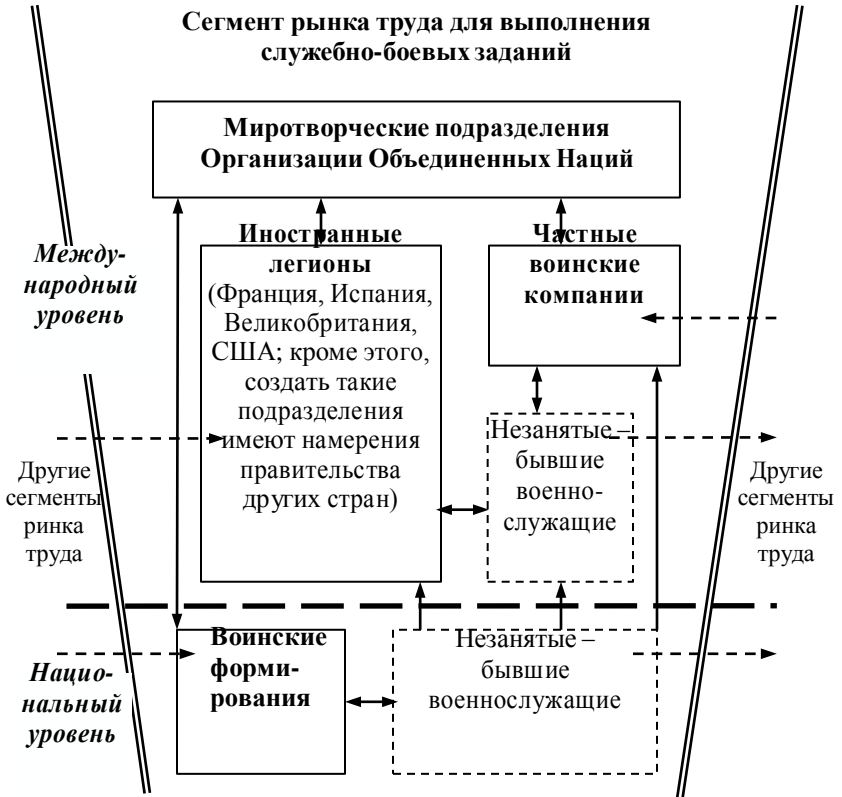 Сегмент рынка труда для выполнения
служебно-боевых заданий
Миротворческие подразделения
Организации Объединенных Наций
Между-
народный
уровень
Иностранные
легионы
(Франция, Испания,
Великобритания,
США; кроме этого,
создать такие
подразделения
имеют намерения
правительства
других стран)
Частные
воинские
компании
Незанятые –
бывшие
военно-
служащие
Другие
сегменты
ринка
труда
Другие
сегменты
ринка
труда
Нацио-
нальный
уровень
Воинские
форми-
рования
Незанятые –
бывшие
военнослужащие